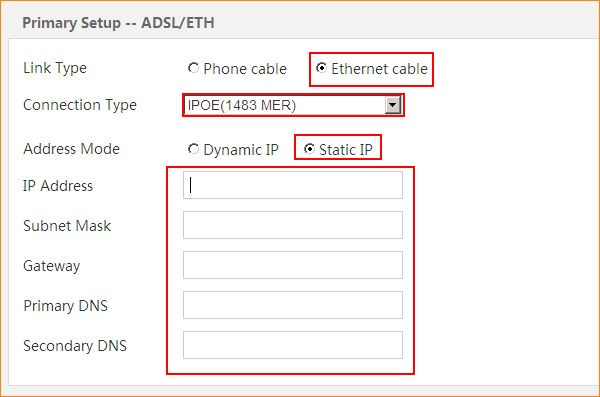 Primary Setup -- ADSL/ETH
Link Type Phone cable Ethernet cable
Connection Type IPOE(1483 MER)
Address Mode Dynamic IP Static IP
IP Address
Subnet Mask
Gateway
Primary DNS
Secondary DNS